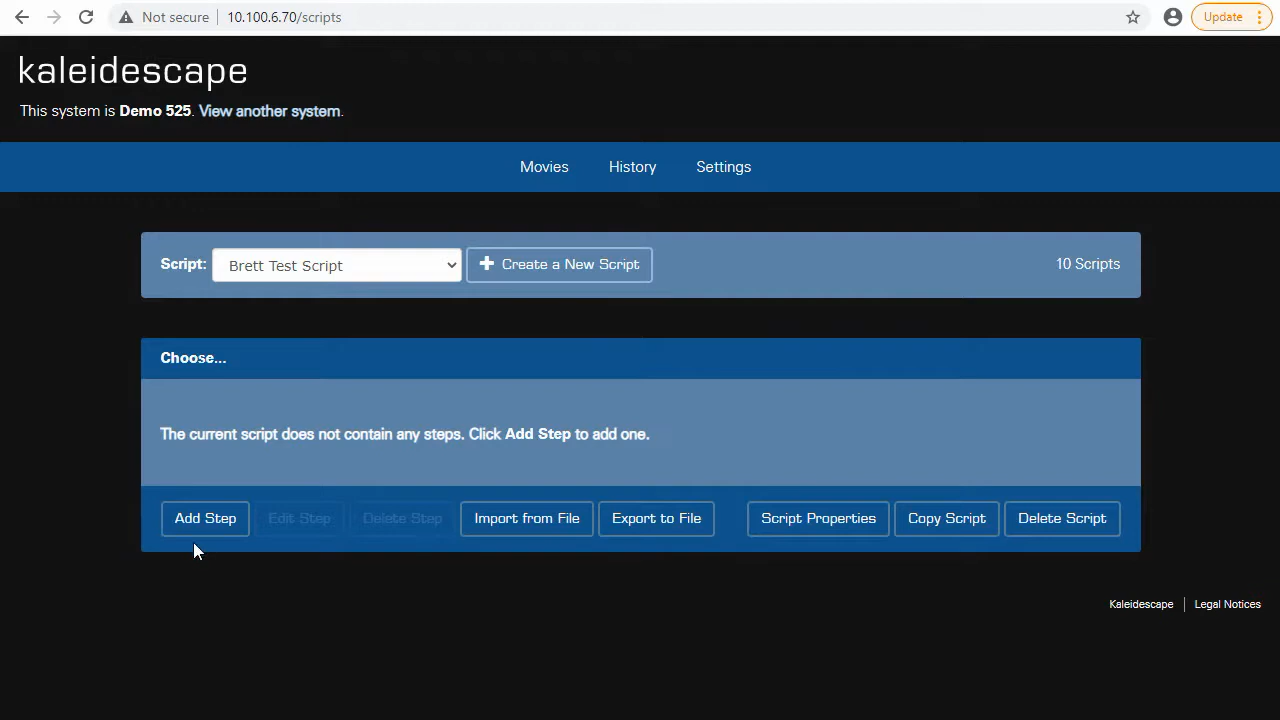 Not secure 10.100.6.70/scripts Update
kaleidescape
This system is Demo 525. View another system.
Movies History Settings
Script: Brett Test Script Create a New Script 10 Scripts
Choose...
The current script does not contain any steps. Click Add Step to add one.
Add Step Edit Step Delete Step Import from File Export to File Script Properties Copy Script Delete Script
Kaleidescape Legal Notices